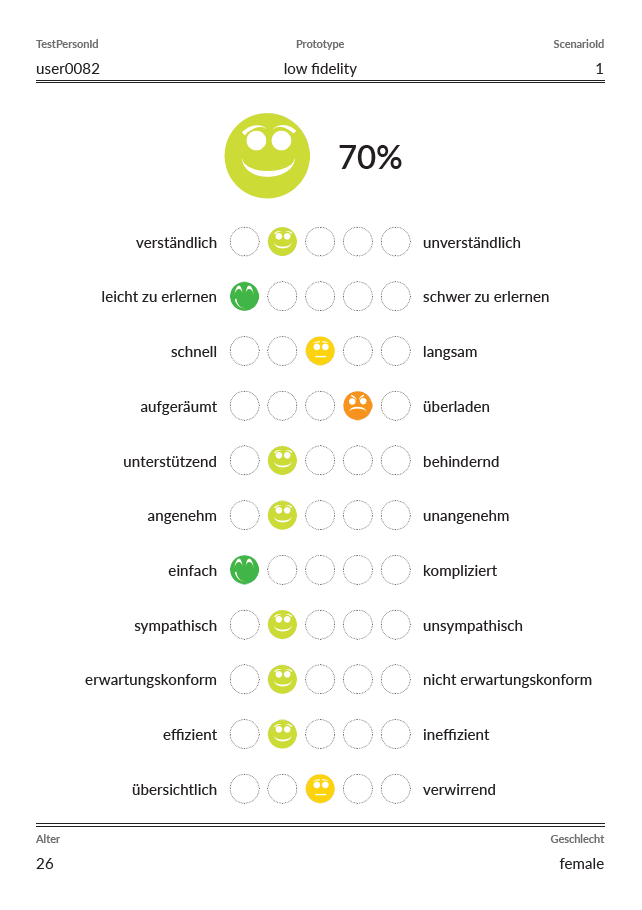 TestPersonId Prototype ScenarioId
user0082 low fidelity 1
70%
verständlich unverständlich
leicht zu erlernen schwer zu erlernen
schnell langsam
aufgeräumt überladen
unterstützend behindernd
angenehm unangenehm
einfach kompliziert
sympathisch unsympathisch
erwartungskonform nicht erwartungskonform
effizient ineffizient
übersichtlich verwirrend
Alter Geschlecht
26 female